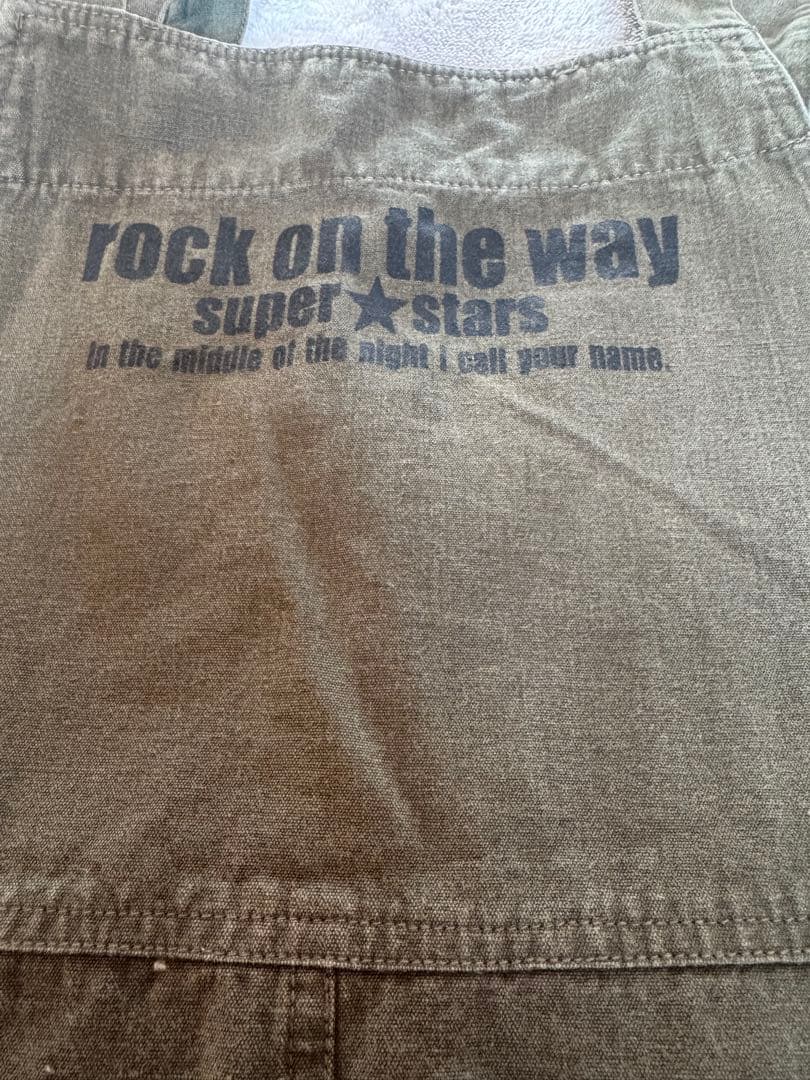 rock on the way
super★stars
In the middle of the night i call your name.